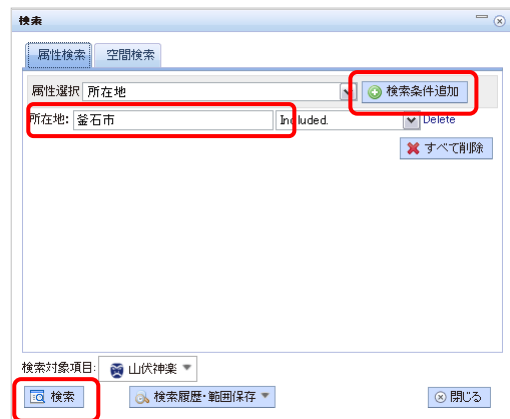 検索
属性検索 空間検索
属性選択 所在地 検索条件追加
所在地: 釜石市 Included. Delete
すべて削除
検索対象項目: 山伏神楽
検索 検索履歴・範囲保存 閉じる